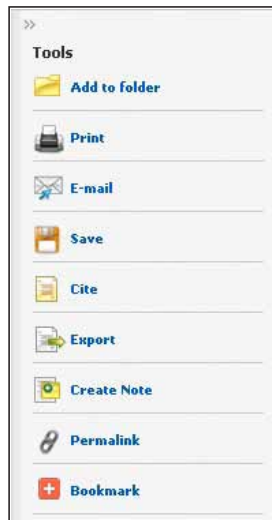 »
Tools
Add to folder
Print
E-mail
Save
Cite
Export
Create Note
Permalink
Bookmark